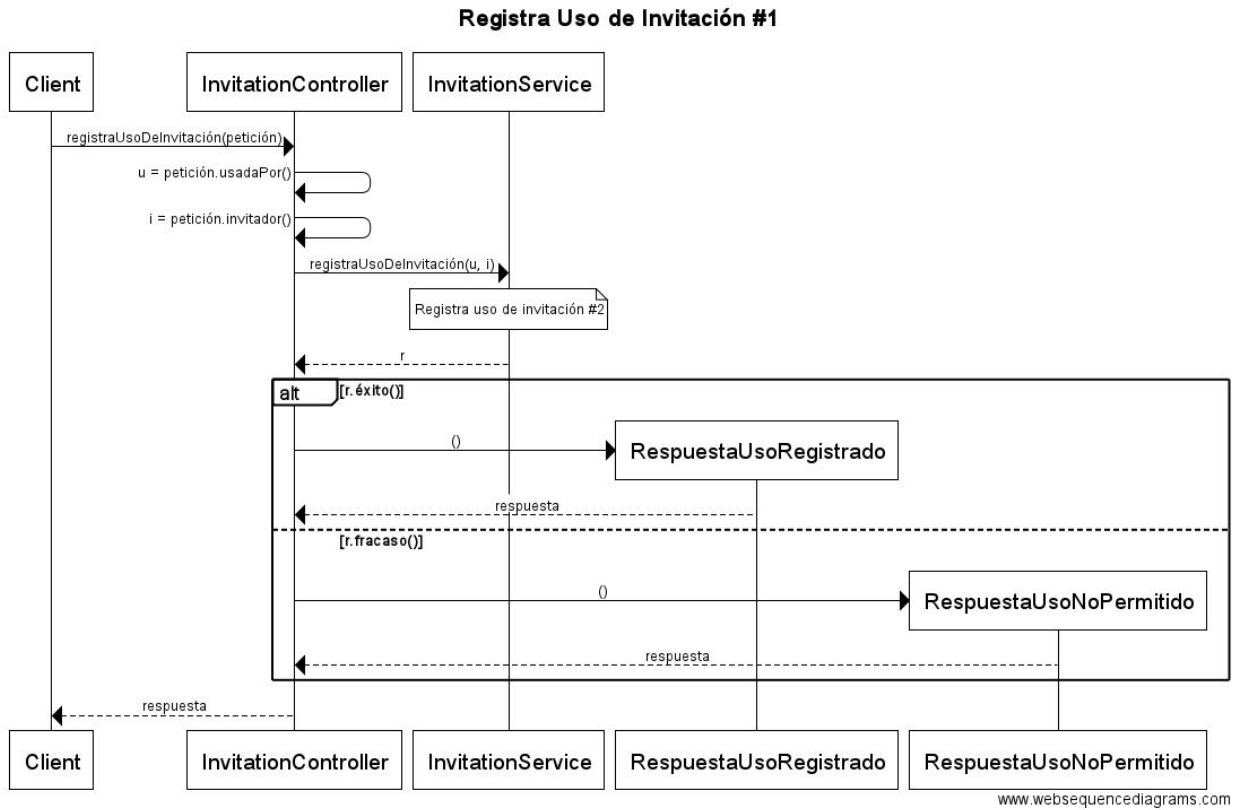 Registra Uso de Invitación #1
Client
InvitationController
InvitationService
registraUsoDeInvitación(petición)
u = petición.usadaPor()
i = petición.invitador()
registraUsoDeInvitación(u, i)
Registra uso de invitación #2
r
alt
[r.éxito()]
()
RespuestaUsoRegistrado
respuesta
[r.fracaso()]
()
RespuestaUsoNoPermitido
respuesta
respuesta
Client
InvitationController
InvitationService
RespuestaUsoRegistrado
RespuestaUsoNoPermitido
www.websequencediagrams.com